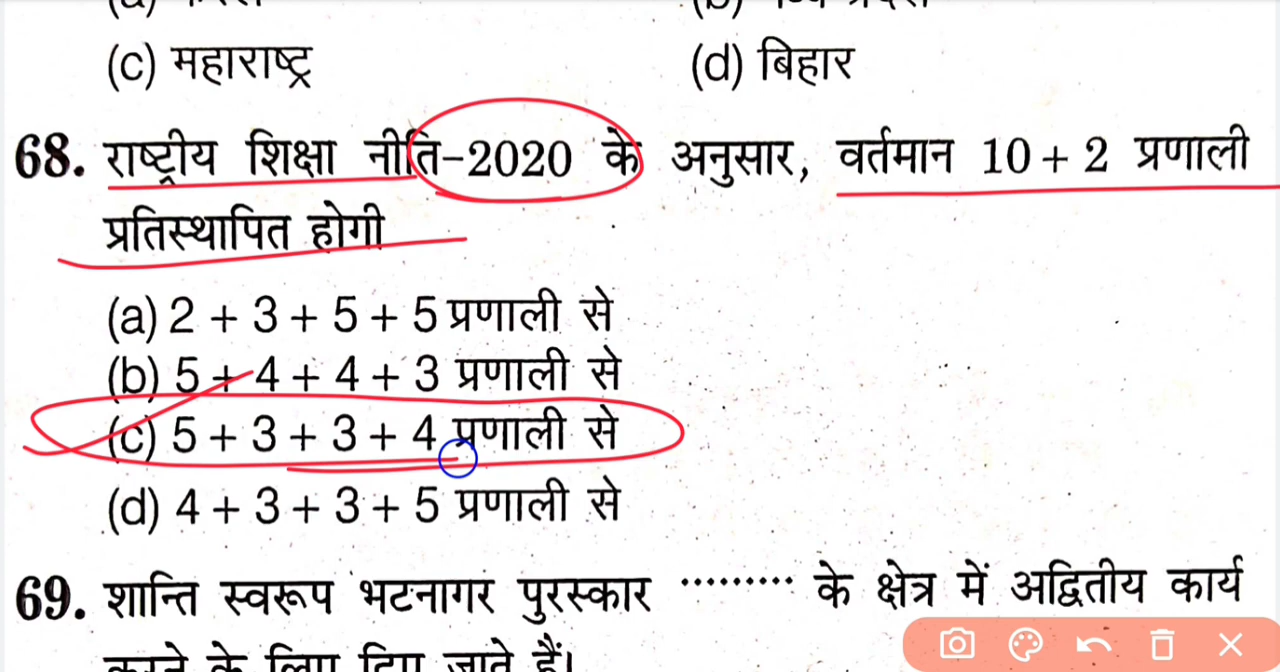 (c) महाराष्ट्र (d) बिहार
68. राष्ट्रीय शिक्षा नीति-2020 के अनुसार, वर्तमान 10 + 2 प्रणाली
प्रतिस्थापित होगी
(a) 2 + 3 + 5 + 5 प्रणाली से
(b) 5 + 4 + 4 + 3 प्रणाली से
(c) 5 + 3 + 3 + 4 प्रणाली से
(d) 4 + 3 + 3 + 5 प्रणाली से
69. शान्ति स्वरूप भटनागर पुरस्कार ·········· के क्षेत्र में अद्वितीय कार्य
करने के लिए दिए जाते हैं।